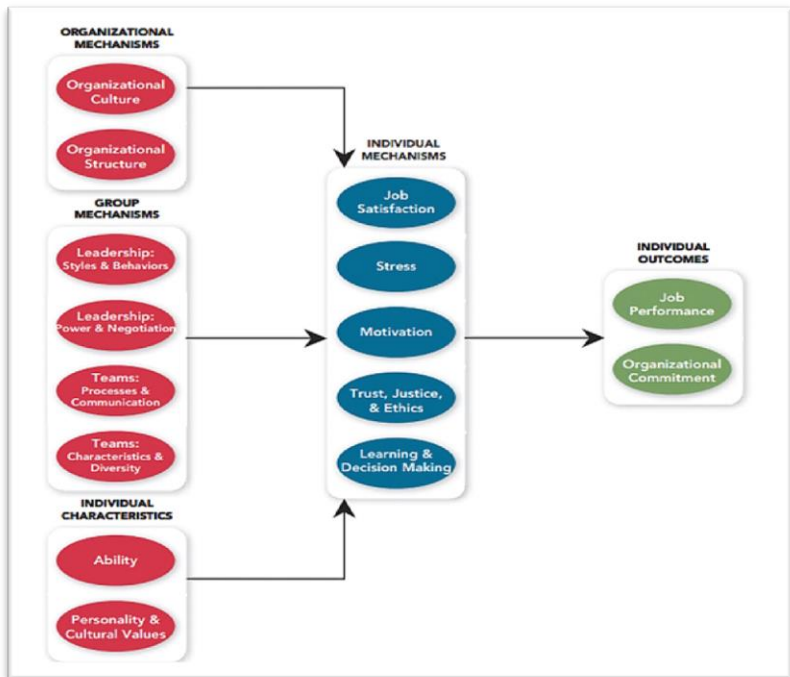 ORGANIZATIONAL
MECHANISMS
Organizational
Culture
Organizational
Structure
GROUP
MECHANISMS
Leadership:
Styles & Behaviors
Leadership:
Power & Negotiation
Teams:
Processes &
Communication
Teams:
Characteristics &
Diversity
INDIVIDUAL
CHARACTERISTICS
Ability
Personality &
Cultural Values
INDIVIDUAL
MECHANISMS
Job
Satisfaction
Stress
Motivation
Trust, Justice,
& Ethics
Learning &
Decision Making
INDIVIDUAL
OUTCOMES
Job
Performance
Organizational
Commitment